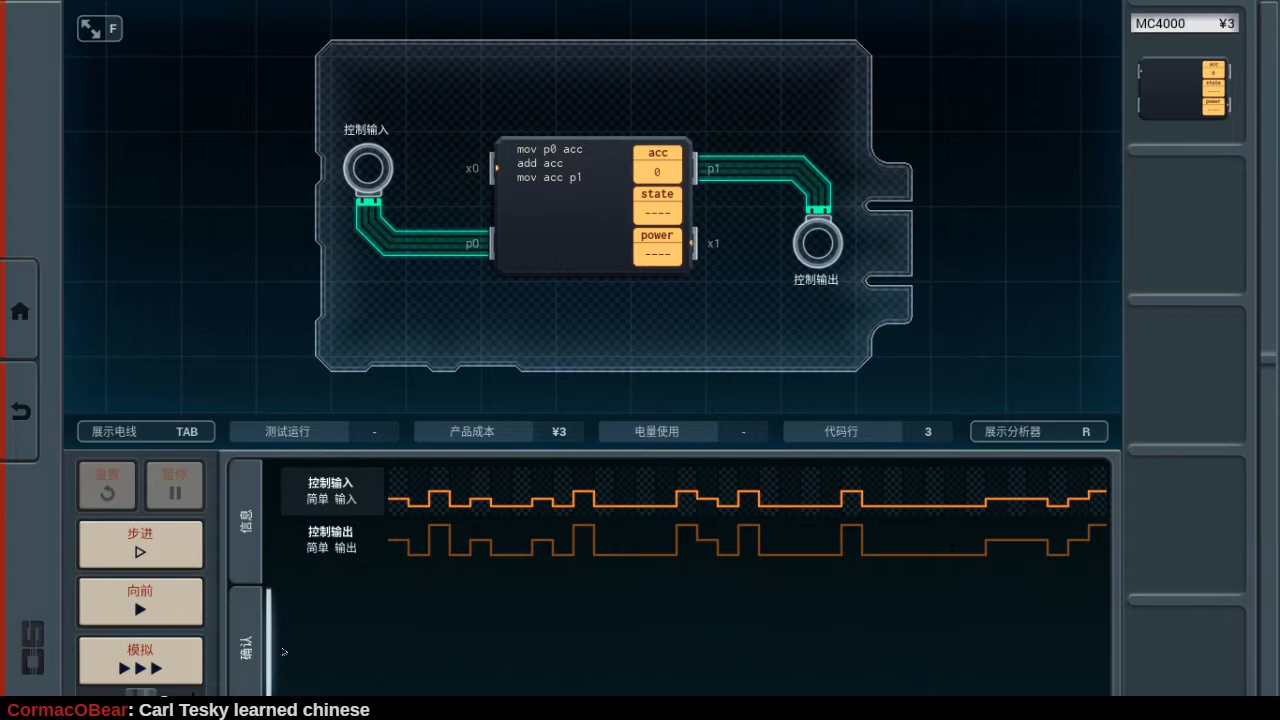 F
MC4000 ¥3
acc
0
state
----
power
----
控制输入
x0
p0
mov p0 acc
add acc
mov acc p1
acc
0
state
----
power
----
p1
x1
控制输出
展示电线 TAB
测试运行 -
产品成本 ¥3
电量使用 -
代码行 3
展示分析器 R
重置
暂停
步进
向前
模拟
信息
确认
控制输入
简单 输入
控制输出
简单 输出
CormacOBear: Carl Tesky learned chinese